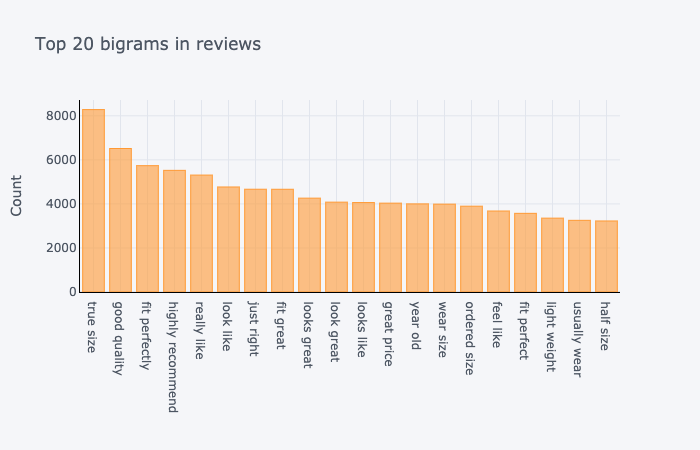 Top 20 bigrams in reviews
Count
8000
6000
4000
2000
0
true size
good quality
fit perfectly
highly recommend
really like
look like
just right
fit great
looks great
look great
looks like
great price
year old
wear size
ordered size
feel like
fit perfect
light weight
usually wear
half size